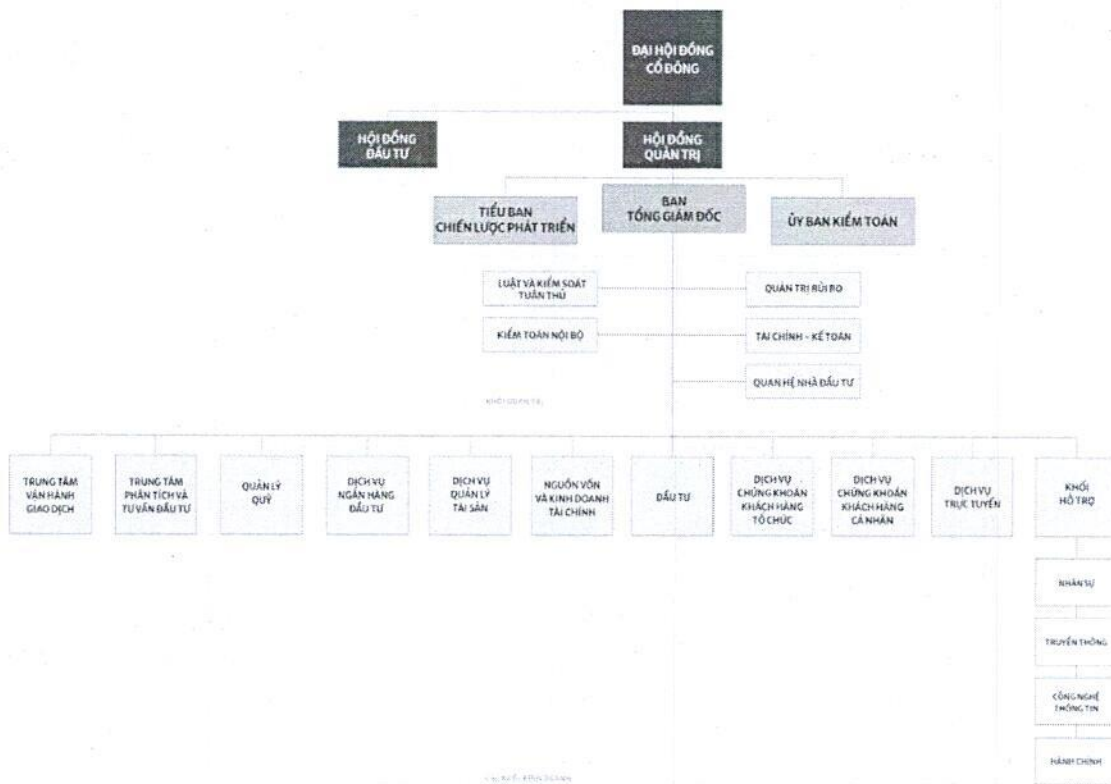 ĐẠI HỘI ĐỒNG
CỔ ĐÔNG
HỘI ĐỒNG
ĐẦU TƯ
HỘI ĐỒNG
QUẢN TRỊ
TIỂU BAN
CHIẾN LƯỢC PHÁT TRIỂN
BAN
TỔNG GIÁM ĐỐC
ỦY BAN KIỂM TOÁN
LUẬT VÀ KIỂM SOÁT
TUÂN THỦ
QUẢN TRỊ RỦI RO
KIỂM TOÁN NỘI BỘ
TÀI CHÍNH - KẾ TOÁN
QUAN HỆ NHÀ ĐẦU TƯ
TRUNG TÂM
VẬN HÀNH
GIAO DỊCH
TRUNG TÂM
PHÂN TÍCH VÀ
TƯ VẤN ĐẦU TƯ
QUẢN LÝ
QUỸ
DỊCH VỤ
NGÂN HÀNG
ĐẦU TƯ
DỊCH VỤ
QUẢN LÝ
TÀI SẢN
NGUỒN VỐN
VÀ KINH DOANH
TÀI CHÍNH
ĐẦU TƯ
DỊCH VỤ
CHỨNG KHOÁN
KHÁCH HÀNG
TỔ CHỨC
DỊCH VỤ
CHỨNG KHOÁN
KHÁCH HÀNG
CÁ NHÂN
DỊCH VỤ
TRỰC TUYẾN
KHỐI
HỖ TRỢ
NHÂN SỰ
TRUYỀN THÔNG
CÔNG NGHỆ
THÔNG TIN
HÀNH CHÍNH